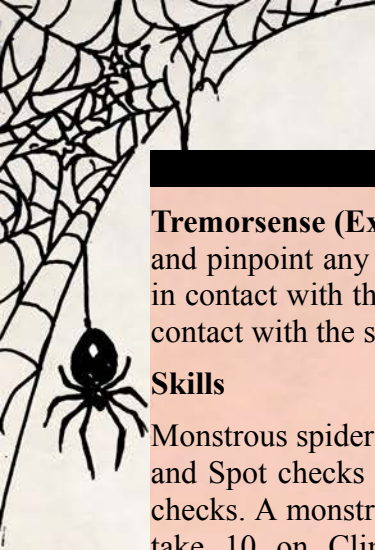 Tremorsense (Ex
and pinpoint any
in contact with th
contact with the s
Skills
Monstrous spider
and Spot checks
checks. A monstr
take 10 on Clim